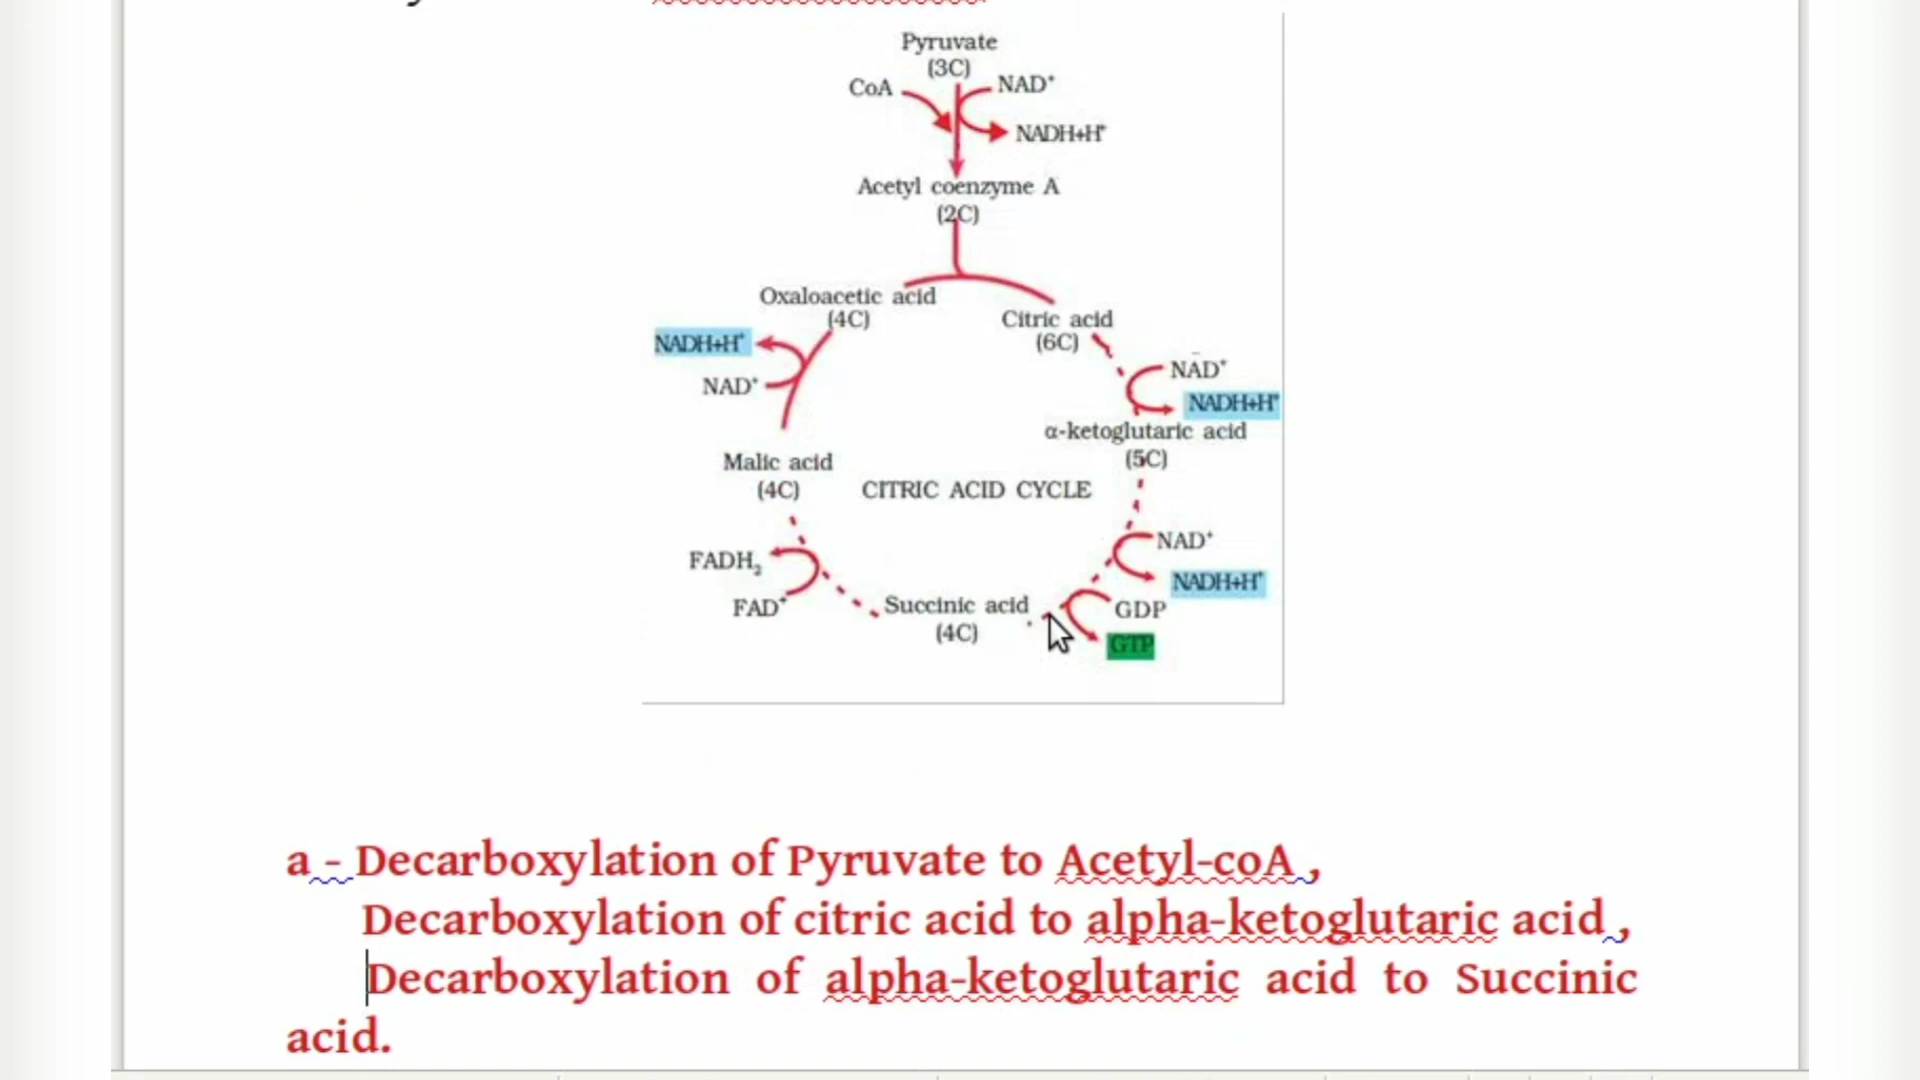 Pyruvate
(3C)
CoA
NAD⁺
NADH+H⁺
Acetyl coenzyme A
(2C)
Oxaloacetic acid
(4C)
Citric acid
(6C)
NADH+H⁺
NAD⁺
NAD⁺
NADH+H⁺
α-ketoglutaric acid
(5C)
Malic acid
(4C)
CITRIC ACID CYCLE
NAD⁺
NADH+H⁺
FADH₂
FAD⁺
Succinic acid
(4C)
GDP
GTP
a - Decarboxylation of Pyruvate to Acetyl-coA ,
Decarboxylation of citric acid to alpha-ketoglutaric acid ,
Decarboxylation of alpha-ketoglutaric acid to Succinic
acid.